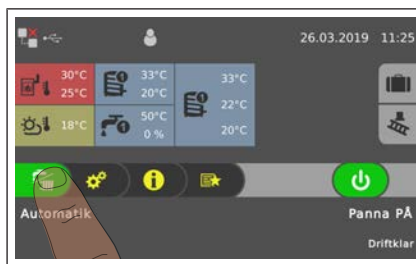 26.03.2019 11:25
30°C 33°C 33°C
25°C 20°C 22°C
18°C 50°C 20°C
0 %
Automatik Panna PÅ
Driftklar